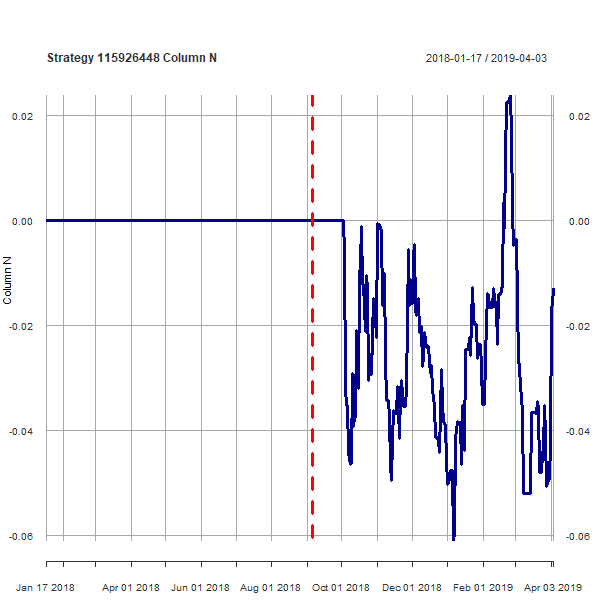 Strategy 115926448 Column N
2018-01-17 / 2019-04-03
0.02 0.02
0.00 0.00
Column N
-0.02 -0.02
-0.04 -0.04
-0.06 -0.06
Jan 17 2018 Apr 01 2018 Jun 01 2018 Aug 01 2018 Oct 01 2018 Dec 01 2018 Feb 01 2019 Apr 03 2019